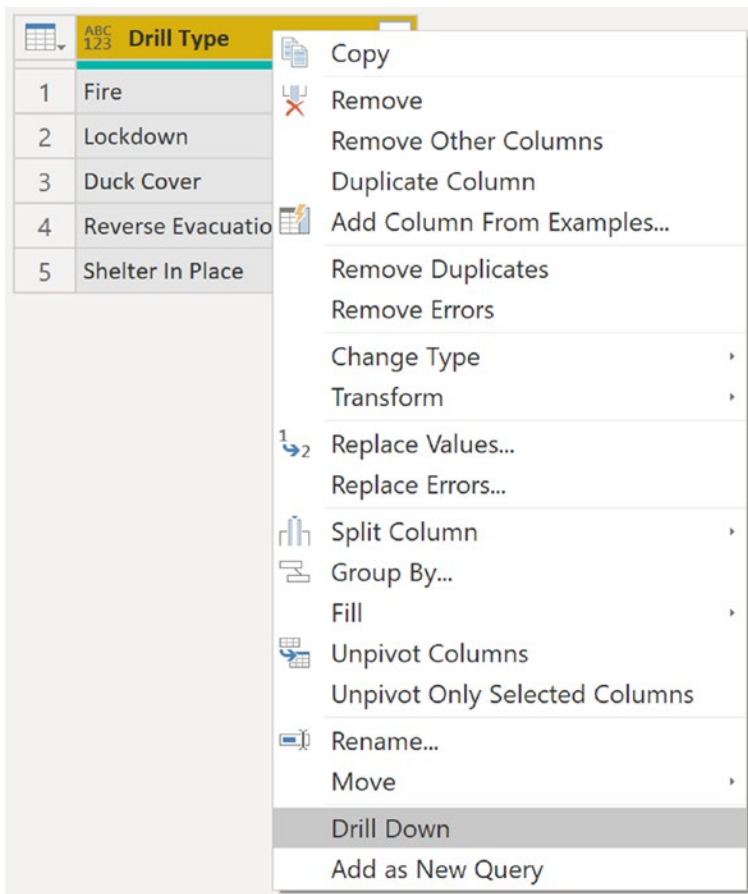 ABC
123 Drill Type
1 Fire
2 Lockdown
3 Duck Cover
4 Reverse Evacuatio
5 Shelter In Place
Copy
Remove
Remove Other Columns
Duplicate Column
Add Column From Examples...
Remove Duplicates
Remove Errors
Change Type
Transform
1
2 Replace Values...
Replace Errors...
Split Column
Group By...
Fill
Unpivot Columns
Unpivot Only Selected Columns
Rename...
Move
Drill Down
Add as New Query